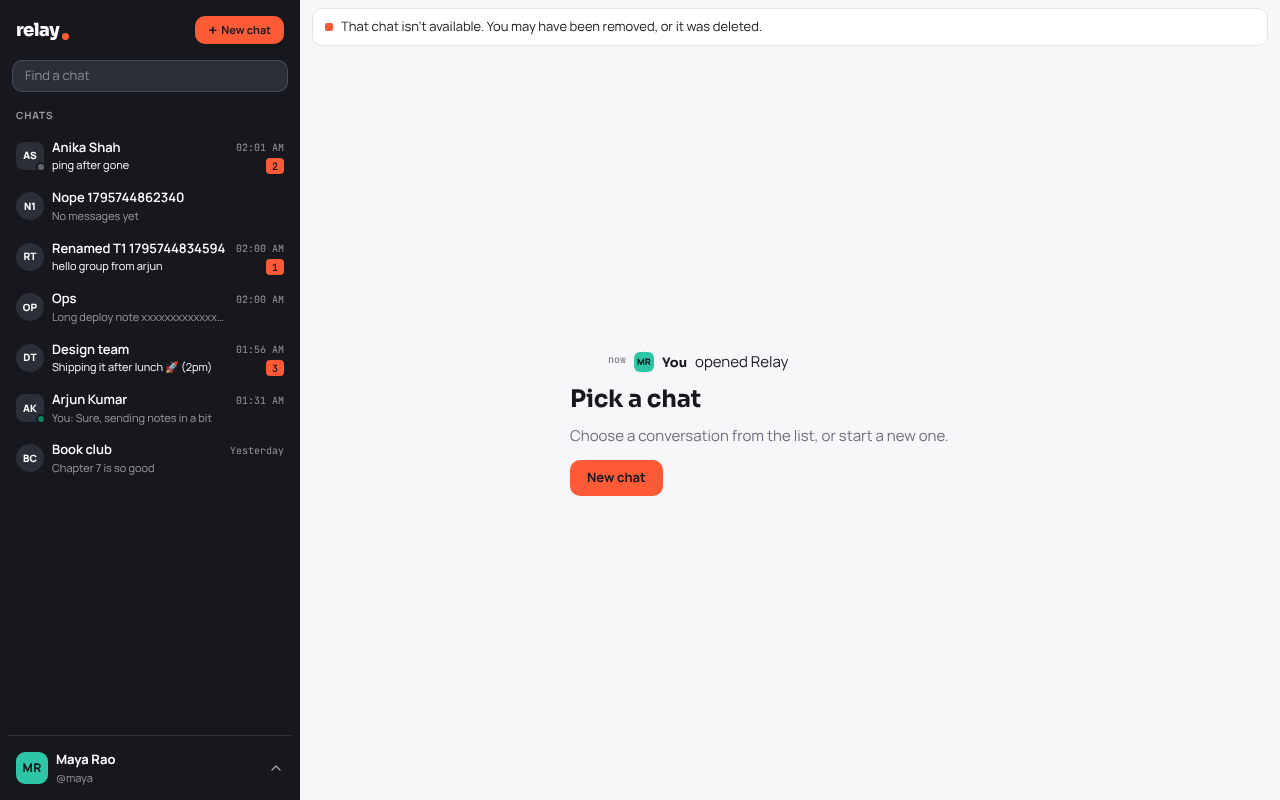 relay.
+ New chat
Find a chat
CHATS
AS
Anika Shah
02:01 AM
ping after gone
2
N1
Nope 1795744862340
No messages yet
RT
Renamed T1 1795744834594
02:00 AM
hello group from arjun
1
OP
Ops
02:00 AM
Long deploy note xxxxxxxxxxxxx…
DT
Design team
01:56 AM
Shipping it after lunch 🚀 (2pm)
3
AK
Arjun Kumar
01:31 AM
You: Sure, sending notes in a bit
BC
Book club
Yesterday
Chapter 7 is so good
MR
Maya Rao
@maya
That chat isn't available. You may have been removed, or it was deleted.
now MR You opened Relay
Pick a chat
Choose a conversation from the list, or start a new one.
New chat